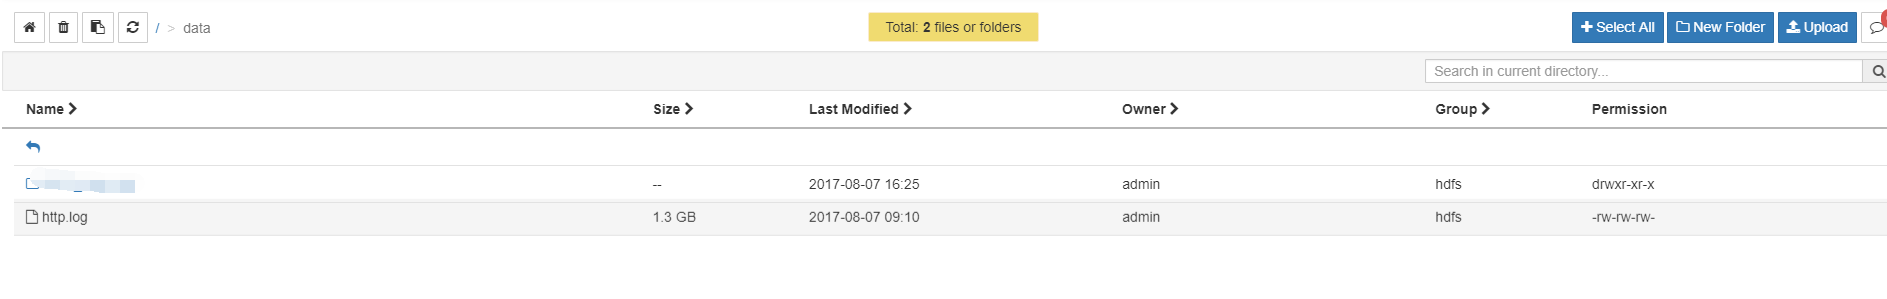 / > data
Total: 2 files or folders
Select All New Folder Upload
Search in current directory...
Name Size Last Modified Owner Group Permission
-- 2017-08-07 16:25 admin hdfs drwxr-xr-x
http.log 1.3 GB 2017-08-07 09:10 admin hdfs -rw-rw-rw-